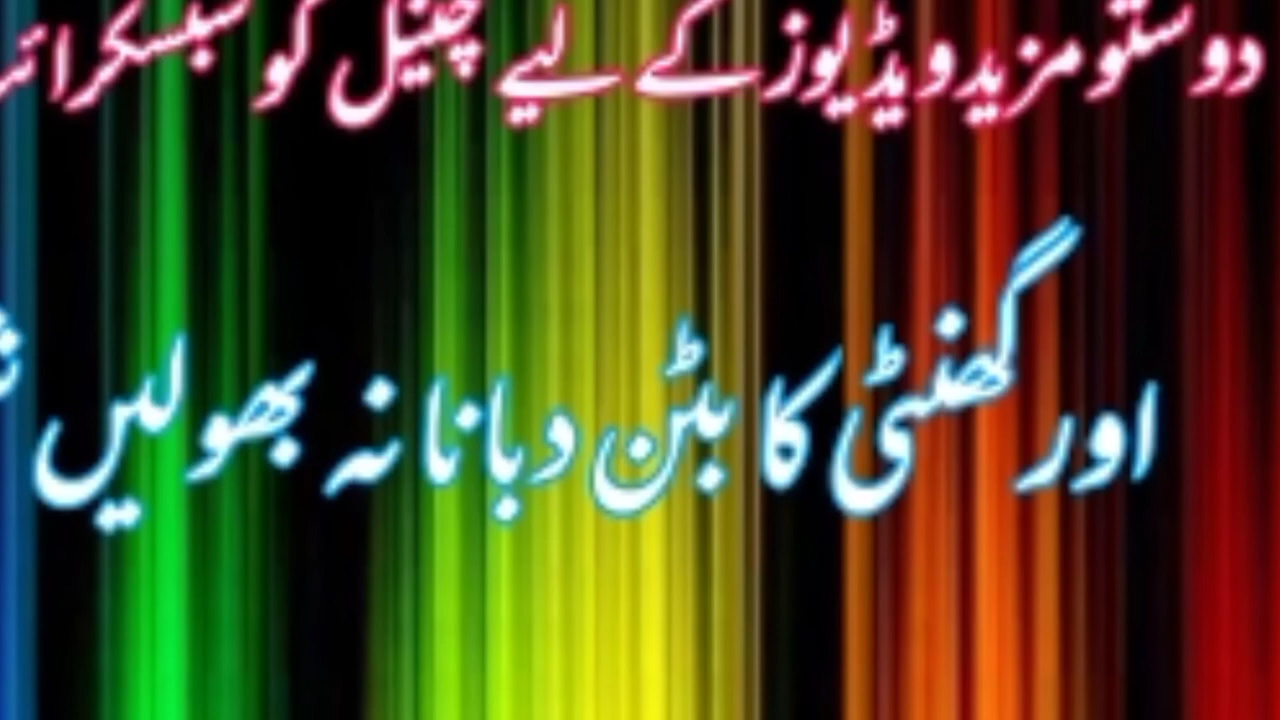 دوستو مزید ویڈیوز کے لیے چینل کو سبسکرائب
اور گھنٹی کا بٹن دبانا نہ بھولیں